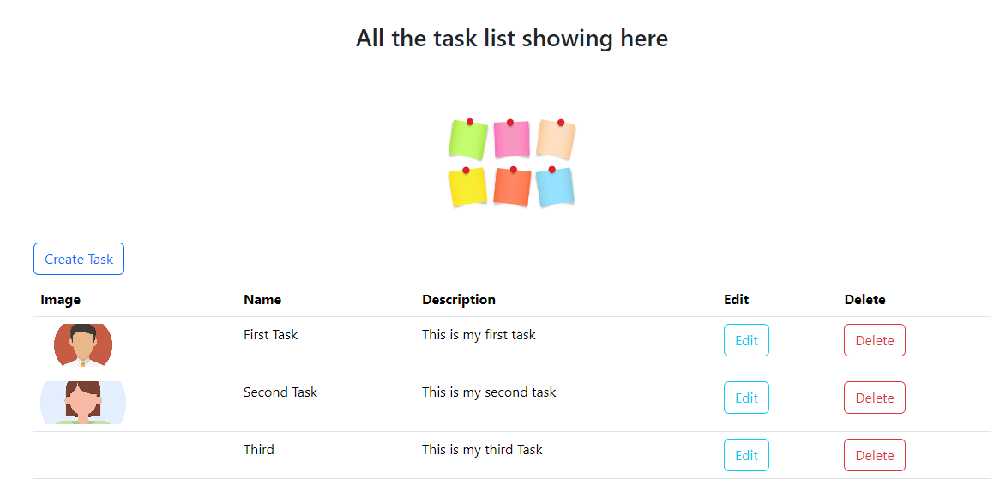 All the task list showing here
Create Task
Image Name Description Edit Delete
First Task This is my first task Edit Delete
Second Task This is my second task Edit Delete
Third This is my third Task Edit Delete